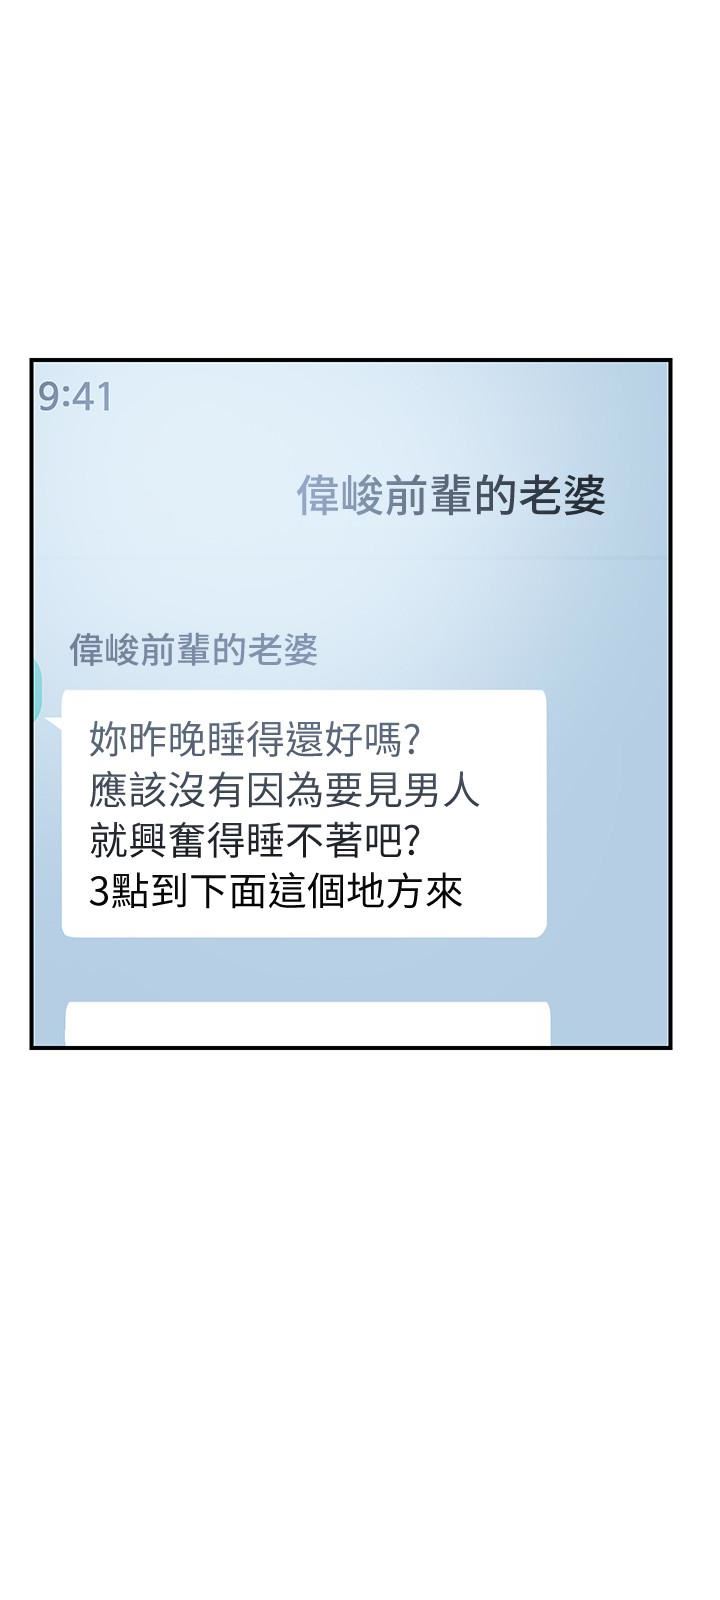 9:41
偉峻前輩的老婆
偉峻前輩的老婆
妳昨晚睡得還好嗎?
應該沒有因為要見男人
就興奮得睡不著吧?
3點到下面這個地方來